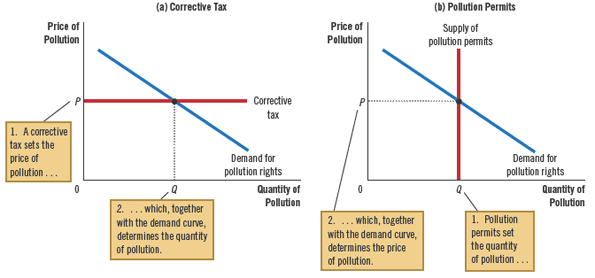 (a) Corrective Tax
Price of
Pollution
P
Corrective
tax
1. A corrective
tax sets the
price of
pollution . . .
Demand for
pollution rights
0
Q
Quantity of
Pollution
2. . . . which, together
with the demand curve,
determines the quantity
of pollution.
(b) Pollution Permits
Price of
Pollution
Supply of
pollution permits
P
Demand for
pollution rights
0
Q
Quantity of
Pollution
2. . . . which, together
with the demand curve,
determines the price
of pollution.
1. Pollution
permits set
the quantity
of pollution . . .